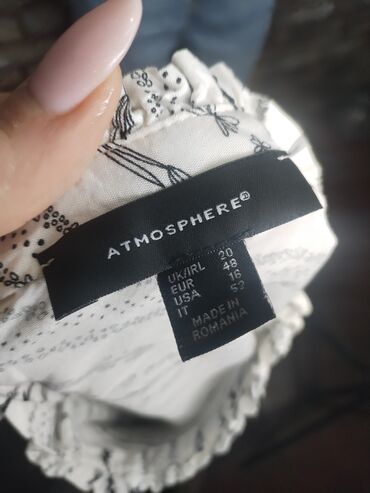 ATMOSPHERE®
UK/IRL 20
EUR 48
USA 16
IT 52
MADE IN
ROMANIA